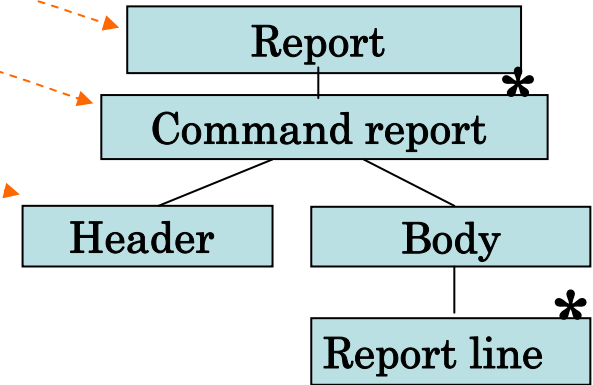 Report
*
Command report
Header
Body
*
Report line